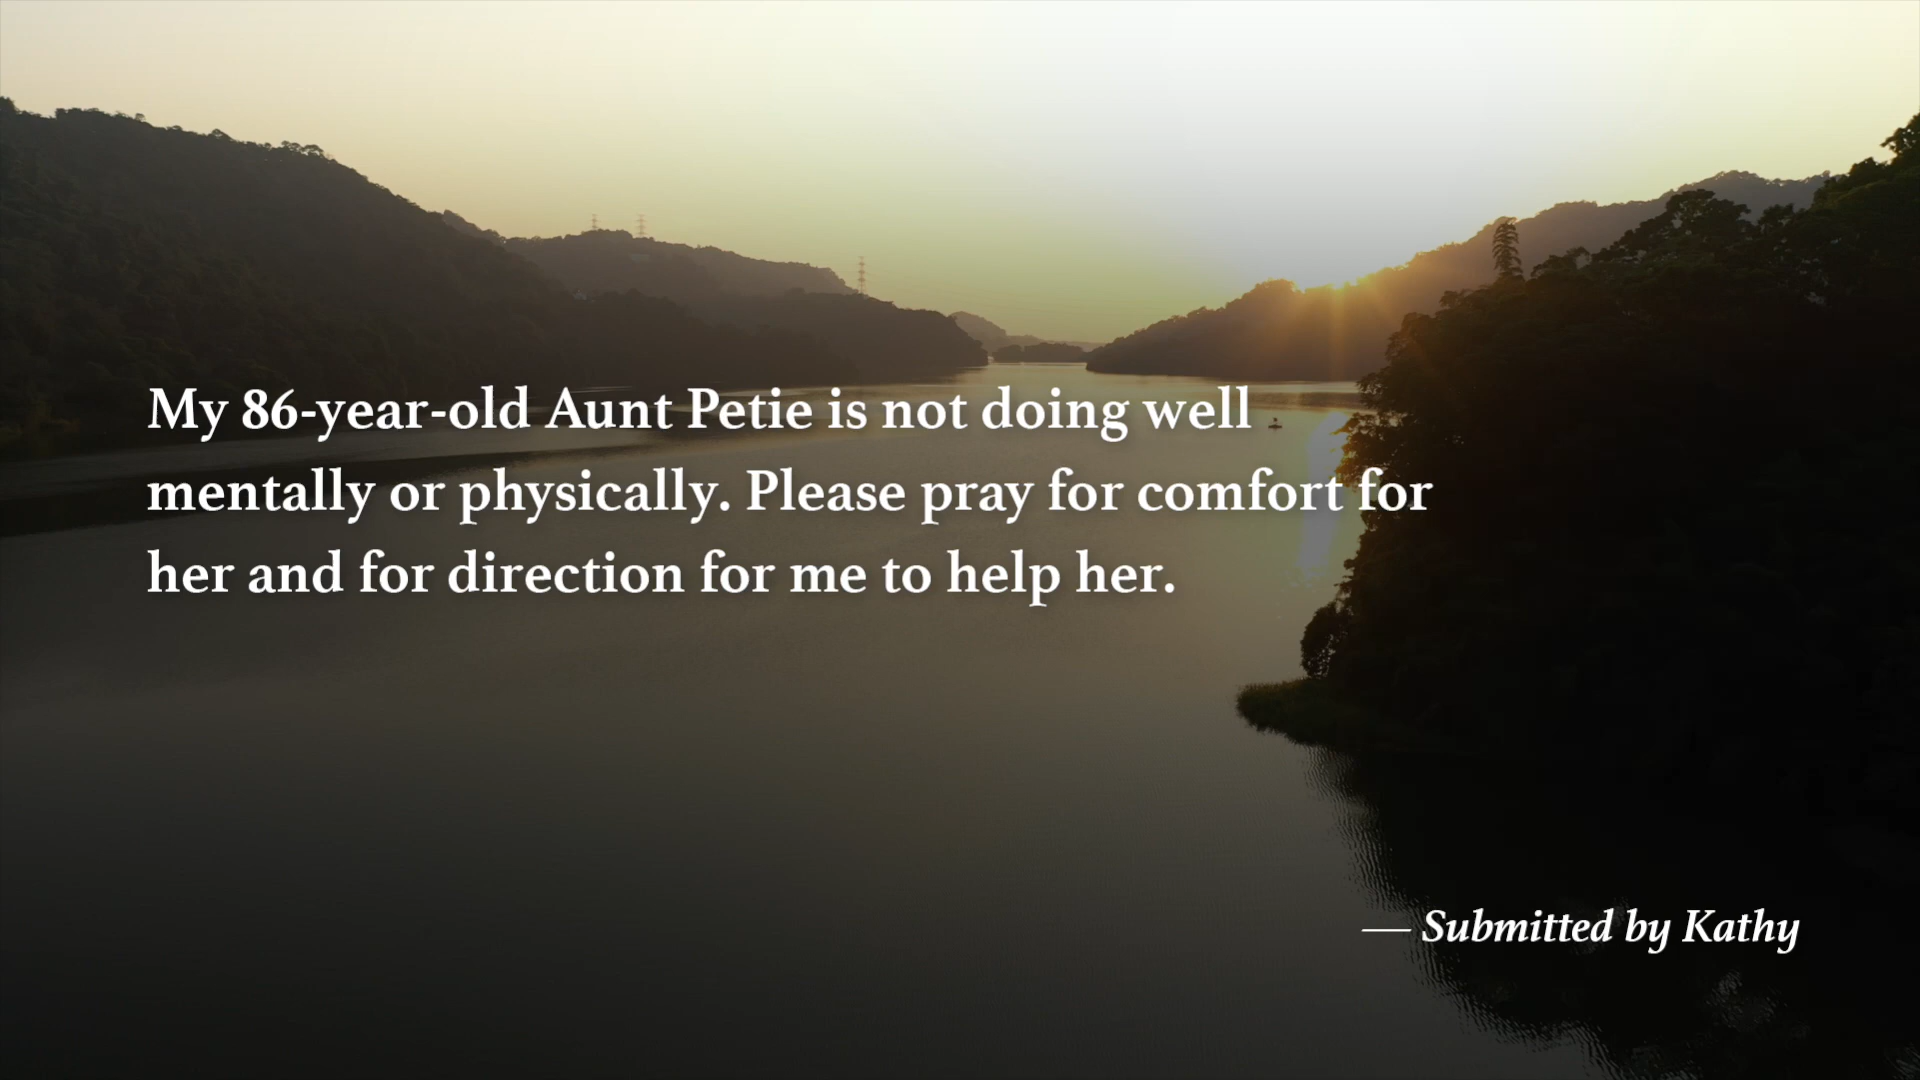 My 86-year-old Aunt Petie is not doing well
mentally or physically. Please pray for comfort for
her and for direction for me to help her.
— Submitted by Kathy